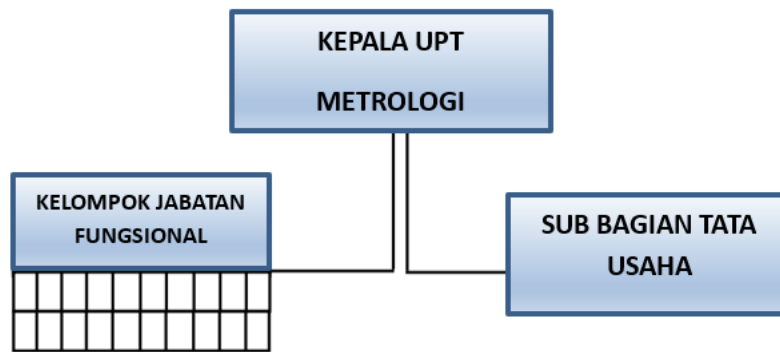 KEPALA UPT
METROLOGI
KELOMPOK JABATAN
FUNGSIONAL
SUB BAGIAN TATA
USAHA